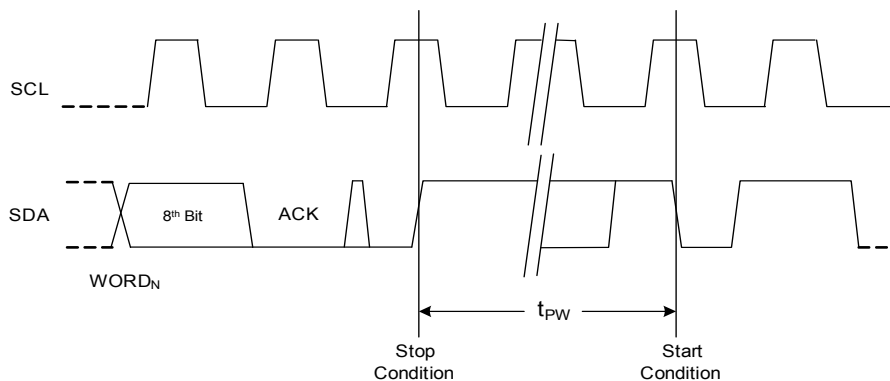 SCL
SDA
8th Bit
ACK
WORDN
tPW
Stop
Condition
Start
Condition